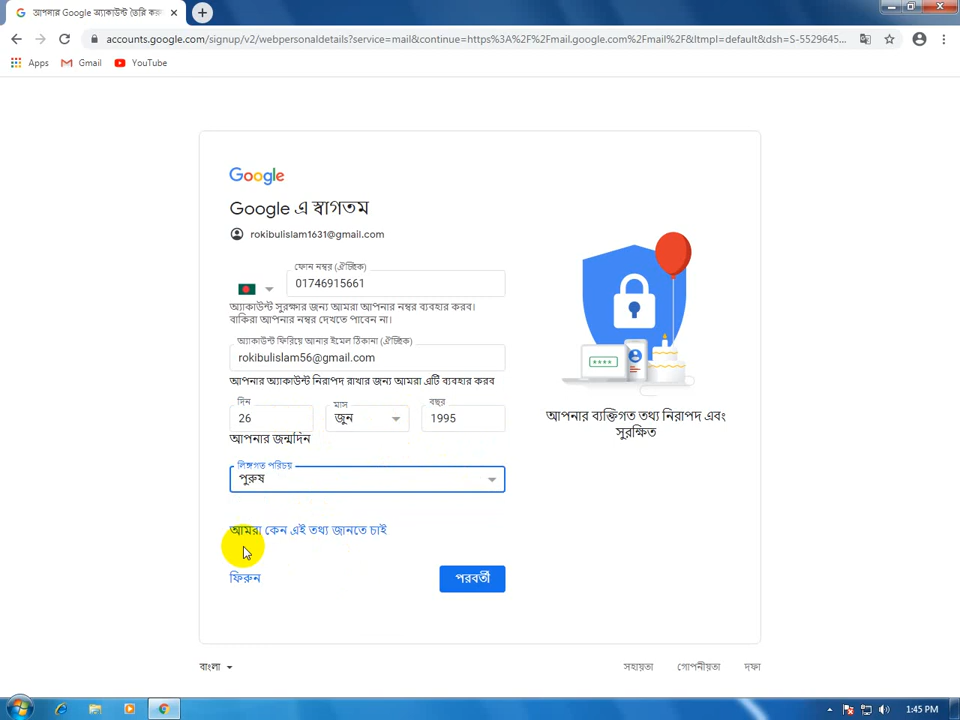 আপনার Google অ্যাকাউন্ট তৈরি কর
accounts.google.com/signup/v2/webpersonaldetails?service=mail&continue=https%3A%2F%2Fmail.google.com%2Fmail%2F&ltmpl=default&dsh=S-5529645...
Apps Gmail YouTube
Google
Google এ স্বাগতম
rokibulislam1631@gmail.com
ফোন নম্বর (ঐচ্ছিক)
01746915661
অ্যাকাউন্ট সুরক্ষার জন্য আমরা আপনার নম্বর ব্যবহার করব।
বাকিরা আপনার নম্বর দেখতে পাবেন না।
অ্যাকাউন্ট ফিরিয়ে আনার ইমেল ঠিকানা (ঐচ্ছিক)
rokibulislam56@gmail.com
আপনার অ্যাকাউন্ট নিরাপদ রাখার জন্য আমরা এটি ব্যবহার করব
দিন মাস বছর
26 জুন 1995
আপনার জন্মদিন
লিঙ্গগত পরিচয়
পুরুষ
আমরা কেন এই তথ্য জানতে চাই
ফিরুন পরবর্তী
****
আপনার ব্যক্তিগত তথ্য নিরাপদ এবং
সুরক্ষিত
বাংলা সহায়তা গোপনীয়তা দফা
1:45 PM